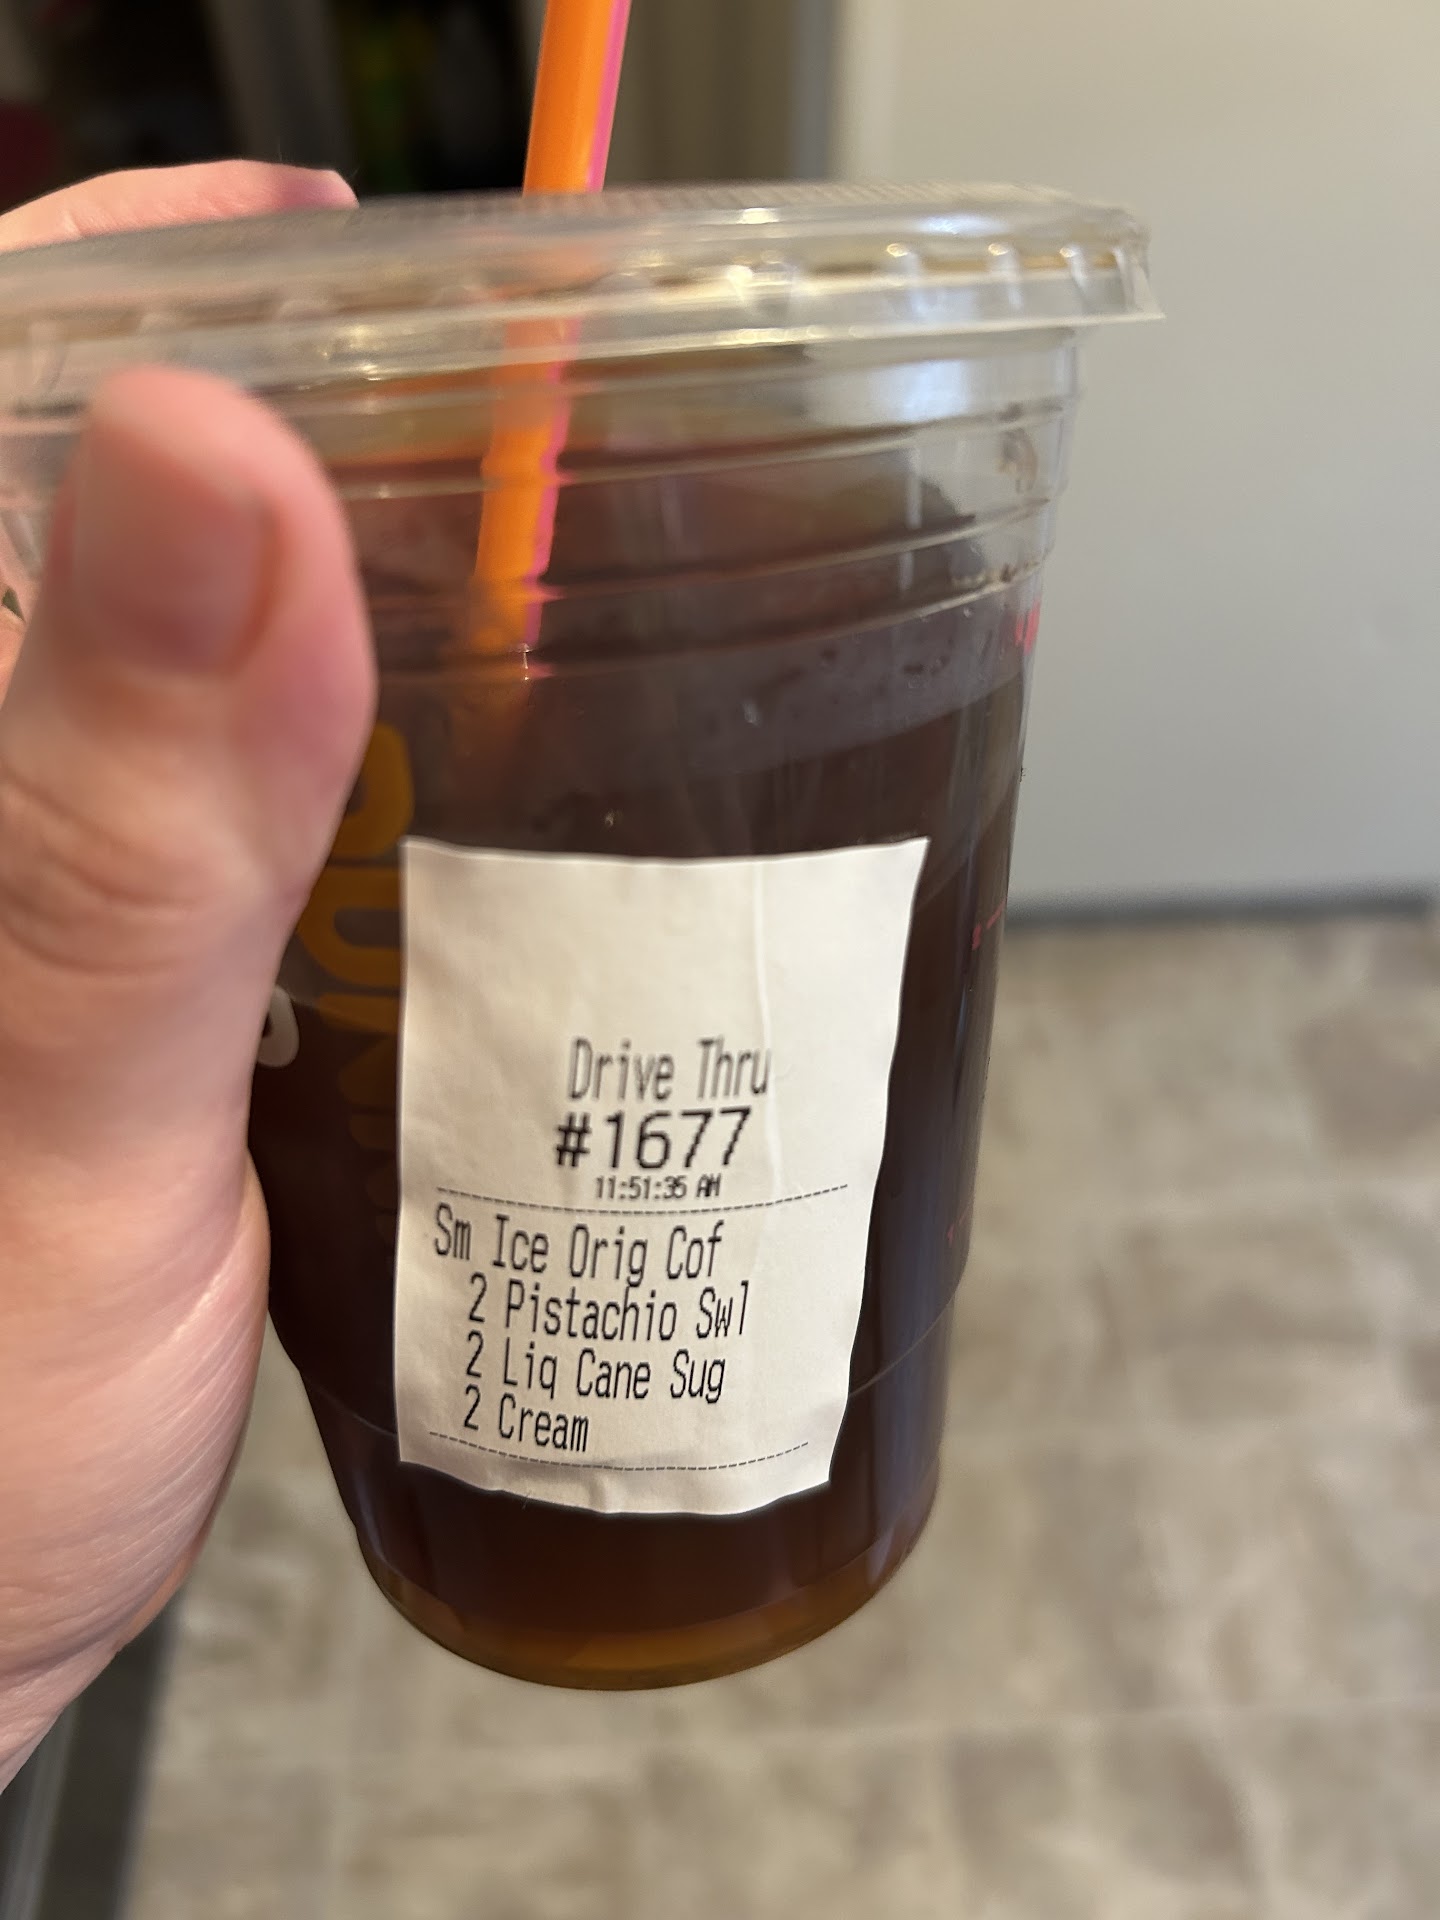 Drive Thru
#1677
11:51:35 AM
Sm Ice Orig Cof
2 Pistachio Swl
2 Liq Cane Sug
2 Cream